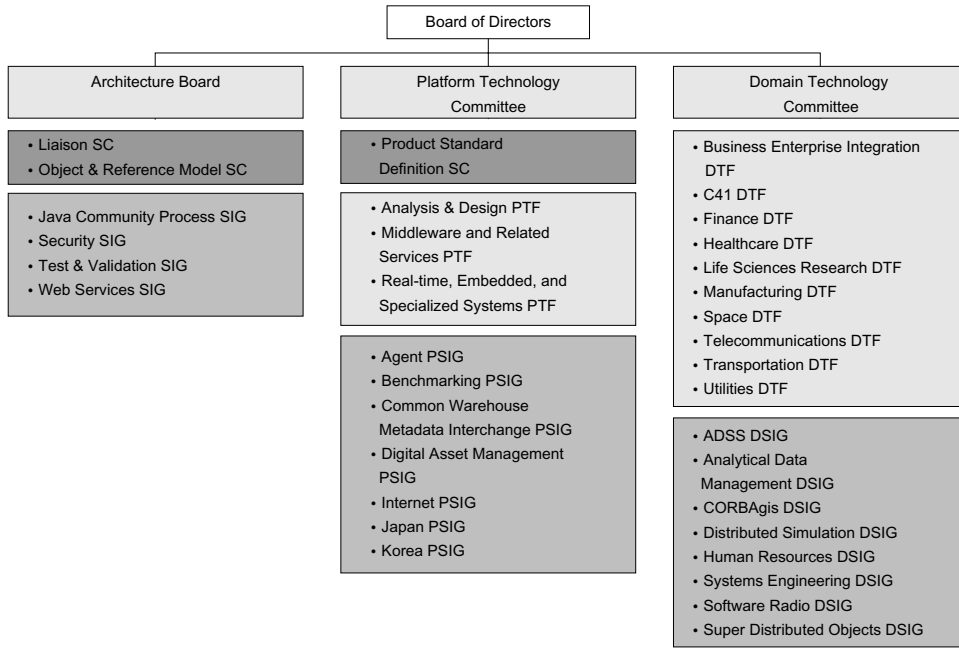 Board of Directors
Architecture Board
• Liaison SC
• Object & Reference Model SC
• Java Community Process SIG
• Security SIG
• Test & Validation SIG
• Web Services SIG
Platform Technology
Committee
• Product Standard
Definition SC
• Analysis & Design PTF
• Middleware and Related
Services PTF
• Real-time, Embedded, and
Specialized Systems PTF
• Agent PSIG
• Benchmarking PSIG
• Common Warehouse
Metadata Interchange PSIG
• Digital Asset Management
PSIG
• Internet PSIG
• Japan PSIG
• Korea PSIG
Domain Technology
Committee
• Business Enterprise Integration
DTF
• C41 DTF
• Finance DTF
• Healthcare DTF
• Life Sciences Research DTF
• Manufacturing DTF
• Space DTF
• Telecommunications DTF
• Transportation DTF
• Utilities DTF
• ADSS DSIG
• Analytical Data
Management DSIG
• CORBAgis DSIG
• Distributed Simulation DSIG
• Human Resources DSIG
• Systems Engineering DSIG
• Software Radio DSIG
• Super Distributed Objects DSIG